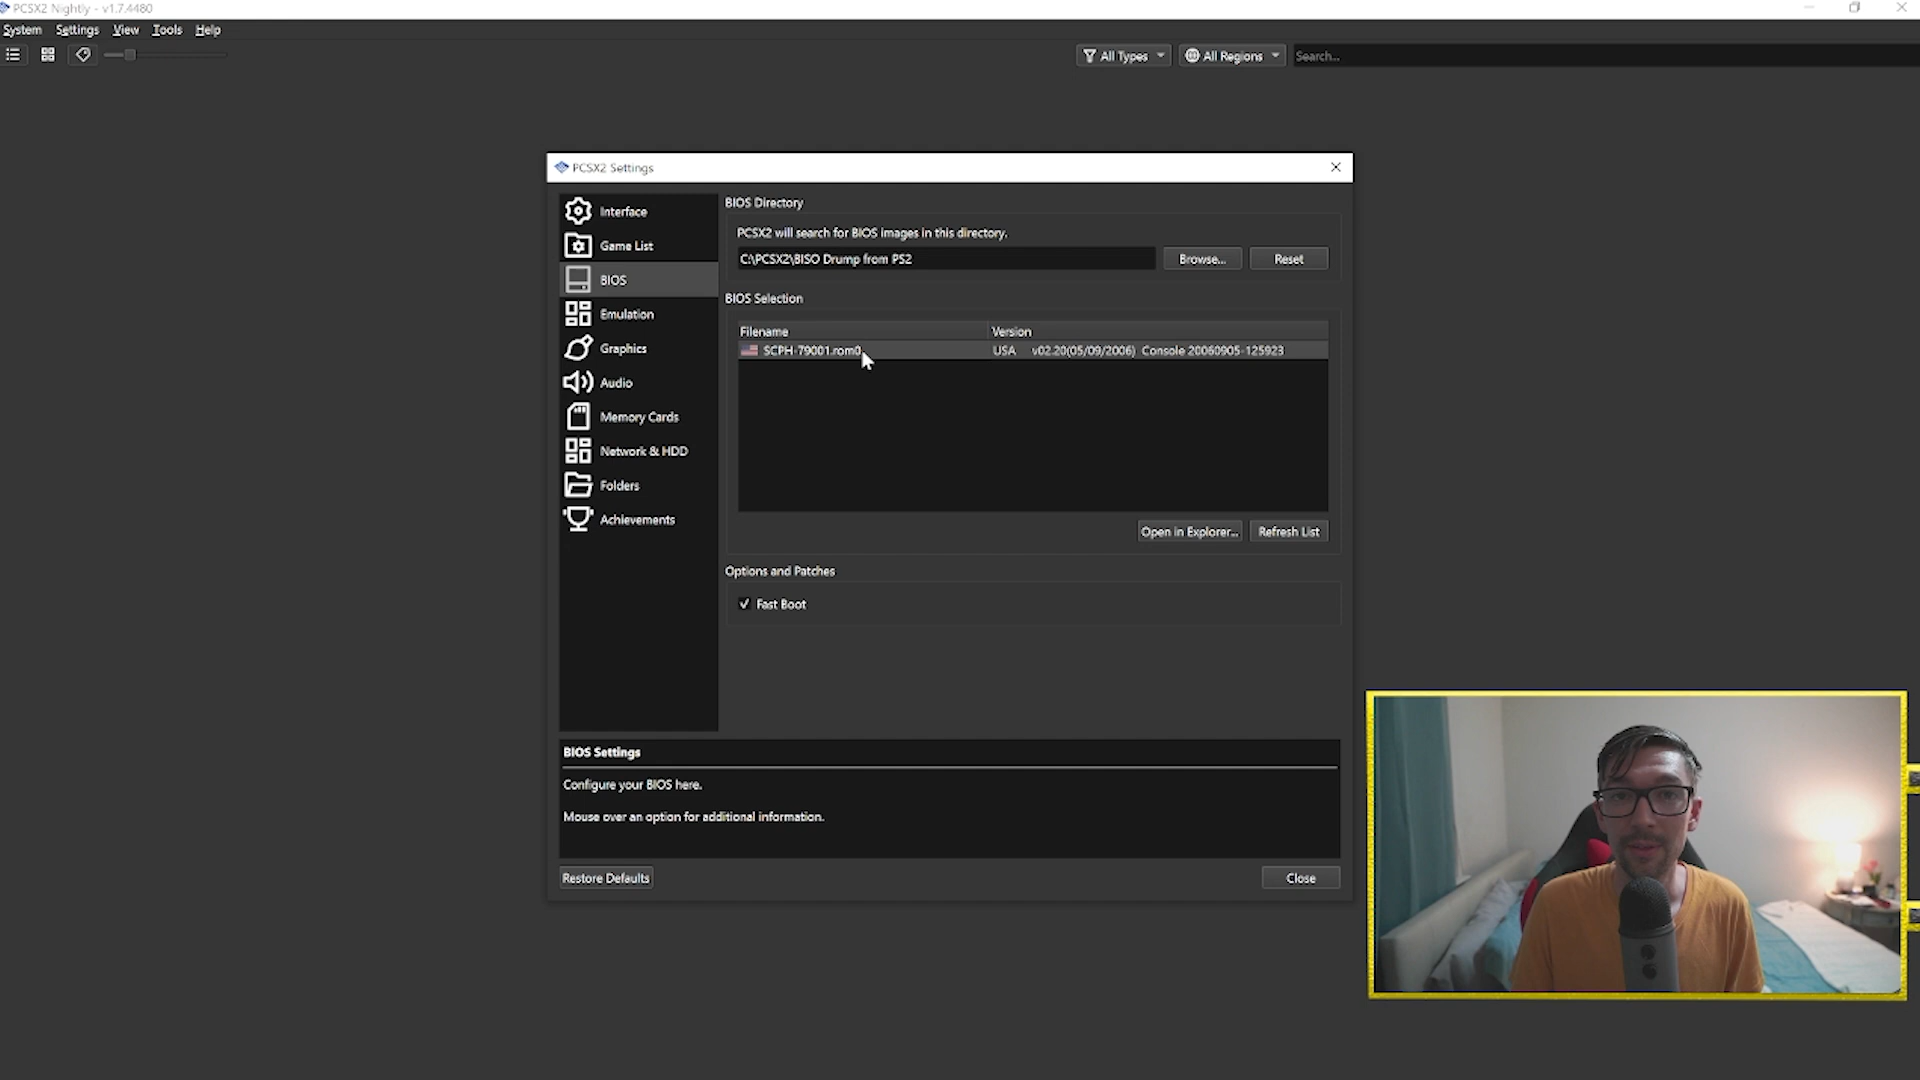 PCSX2 Nightly - v1.7.4480
System Settings View Tools Help
All Types All Regions Search...
PCSX2 Settings
Interface
Game List
BIOS
Emulation
Graphics
Audio
Memory Cards
Network & HDD
Folders
Achievements
BIOS Directory
PCSX2 will search for BIOS images in this directory.
C:\PCSX2\BISO Drump from PS2 Browse... Reset
BIOS Selection
Filename Version
SCPH-79001.rom0 USA v02.20(05/09/2006) Console 20060905-125923
Open in Explorer... Refresh List
Options and Patches
Fast Boot
BIOS Settings
Configure your BIOS here.
Mouse over an option for additional information.
Restore Defaults Close